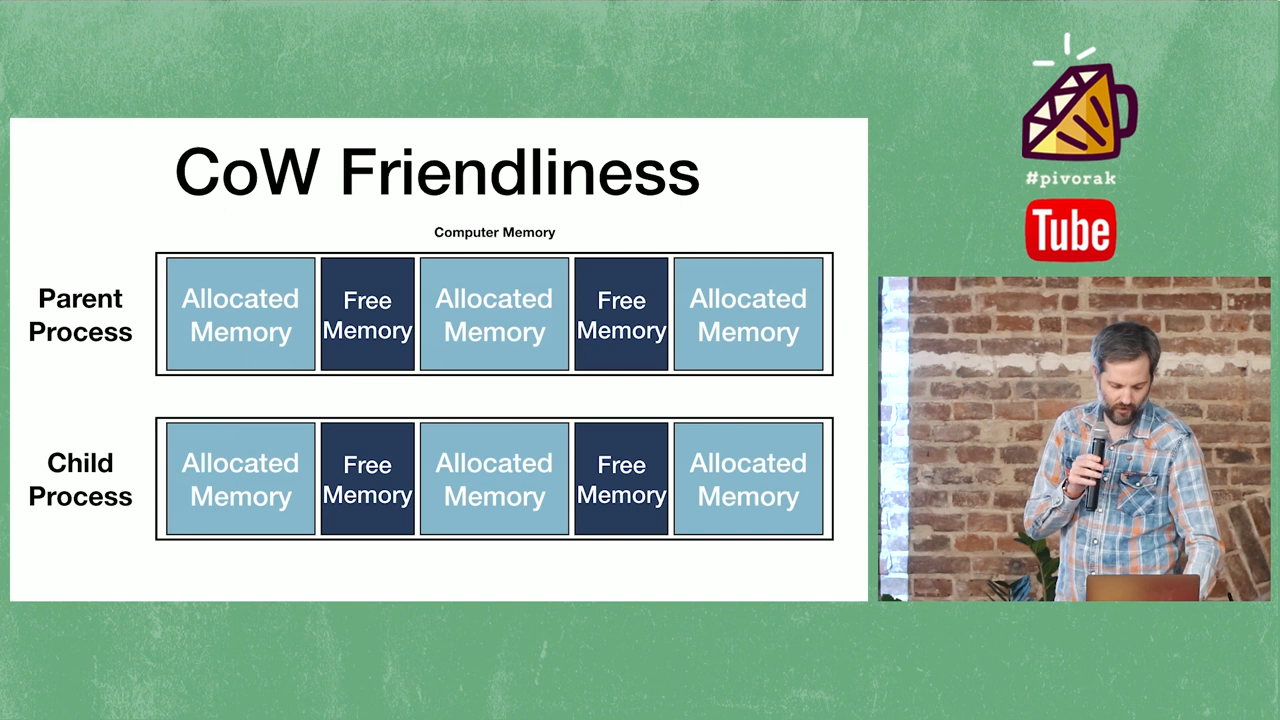 CoW Friendliness
Computer Memory
Parent
Process
Allocated
Memory
Free
Memory
Allocated
Memory
Free
Memory
Allocated
Memory
Child
Process
Allocated
Memory
Free
Memory
Allocated
Memory
Free
Memory
Allocated
Memory
#pivorak
Tube